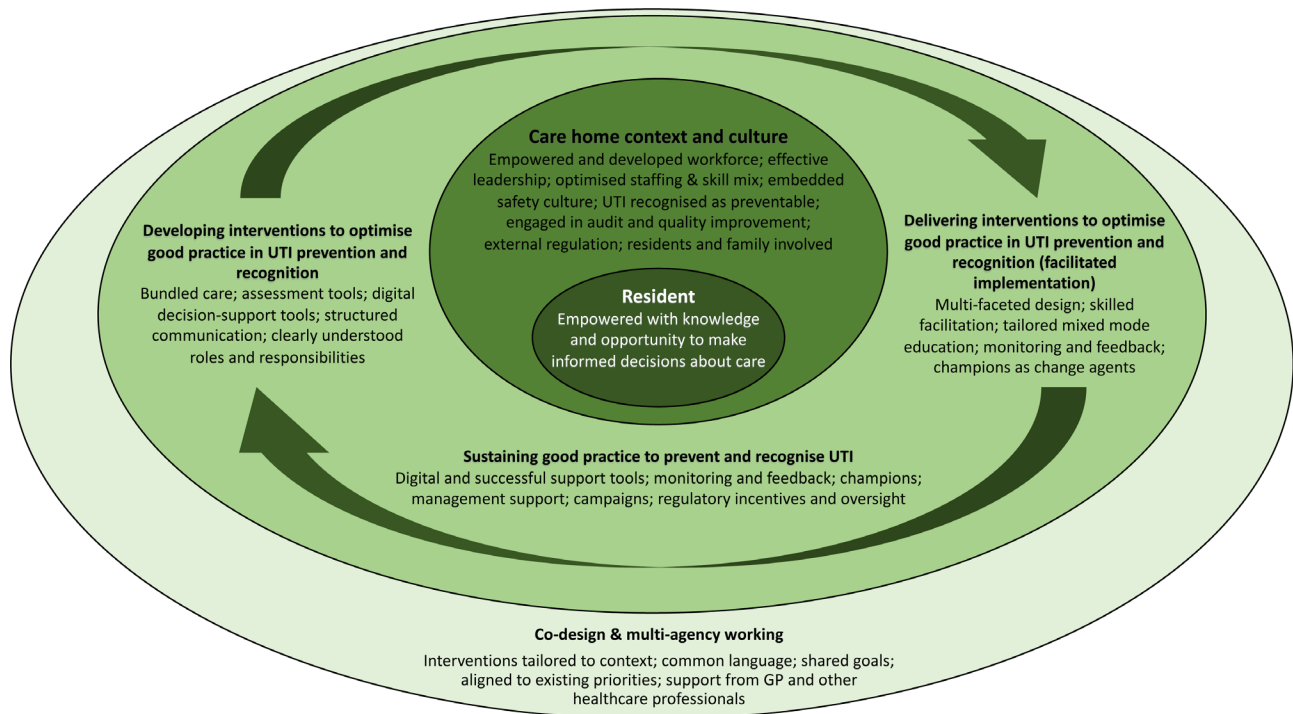 Care home context and culture
Empowered and developed workforce; effective
leadership; optimised staffing & skill mix; embedded
safety culture; UTI recognised as preventable;
engaged in audit and quality improvement;
external regulation; residents and family involved
Resident
Empowered with knowledge
and opportunity to make
informed decisions about care
Developing interventions to optimise
good practice in UTI prevention and
recognition
Bundled care; assessment tools; digital
decision-support tools; structured
communication; clearly understood
roles and responsibilities
Delivering interventions to optimise
good practice in UTI prevention and
recognition (facilitated
implementation)
Multi-faceted design; skilled
facilitation; tailored mixed mode
education; monitoring and feedback;
champions as change agents
Sustaining good practice to prevent and recognise UTI
Digital and successful support tools; monitoring and feedback; champions;
management support; campaigns; regulatory incentives and oversight
Co-design & multi-agency working
Interventions tailored to context; common language; shared goals;
aligned to existing priorities; support from GP and other
healthcare professionals